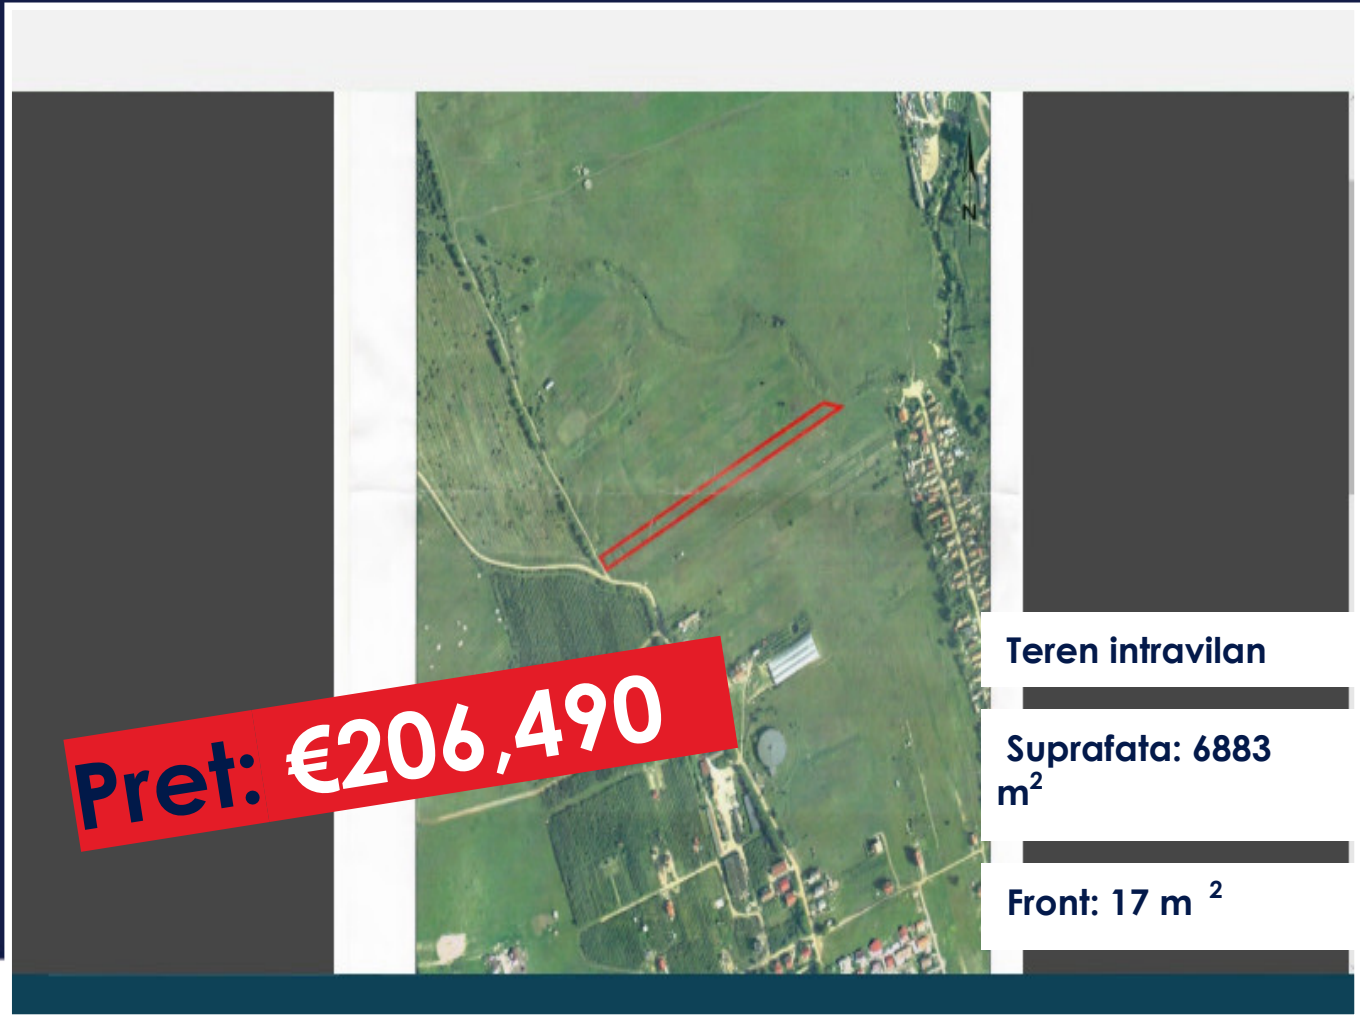 N
Teren intravilan
Pret: €206,490
Suprafata: 6883
m²
Front: 17 m ²